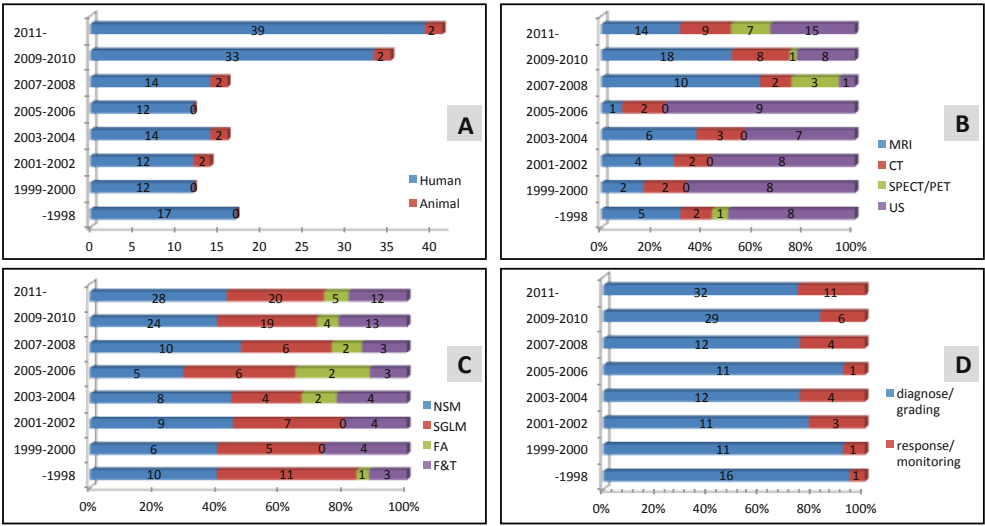 2011- 39 2
2009-2010 33 2
2007-2008 14 2
2005-2006 12 0
2003-2004 14 2
2001-2002 12 2
1999-2000 12 0
-1998 17 0
A
Human
Animal
0 5 10 15 20 25 30 35 40
2011- 14 9 7 15
2009-2010 18 8 1 8
2007-2008 10 2 3 1
2005-2006 1 2 0 9
2003-2004 6 3 0 7
2001-2002 4 2 0 8
1999-2000 2 2 0 8
-1998 5 2 1 8
B
MRI
CT
SPECT/PET
US
0% 20% 40% 60% 80% 100%
2011- 28 20 5 12
2009-2010 24 19 4 13
2007-2008 10 6 2 3
2005-2006 5 6 2 3
2003-2004 8 4 2 4
2001-2002 9 7 0 4
1999-2000 6 5 0 4
-1998 10 11 1 3
C
NSM
SGLM
FA
F&T
0% 20% 40% 60% 80% 100%
2011- 32 11
2009-2010 29 6
2007-2008 12 4
2005-2006 11 1
2003-2004 12 4
2001-2002 11 3
1999-2000 11 1
-1998 16 1
D
diagnose/
grading
response/
monitoring
0% 20% 40% 60% 80% 100%